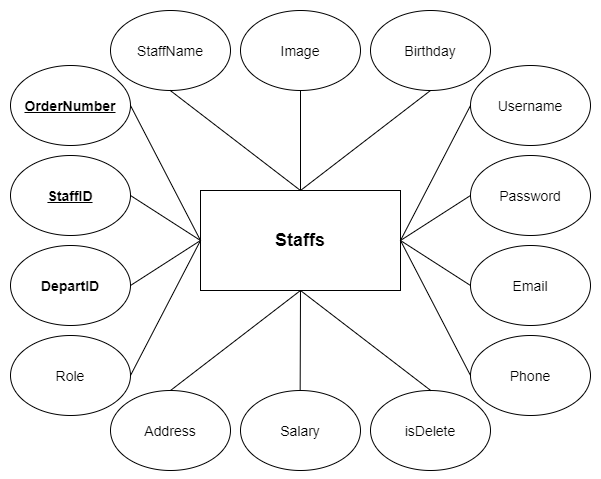 StaffName
Image
Birthday
OrderNumber
Username
StaffID
Password
Staffs
DepartID
Email
Role
Phone
Address
Salary
isDelete